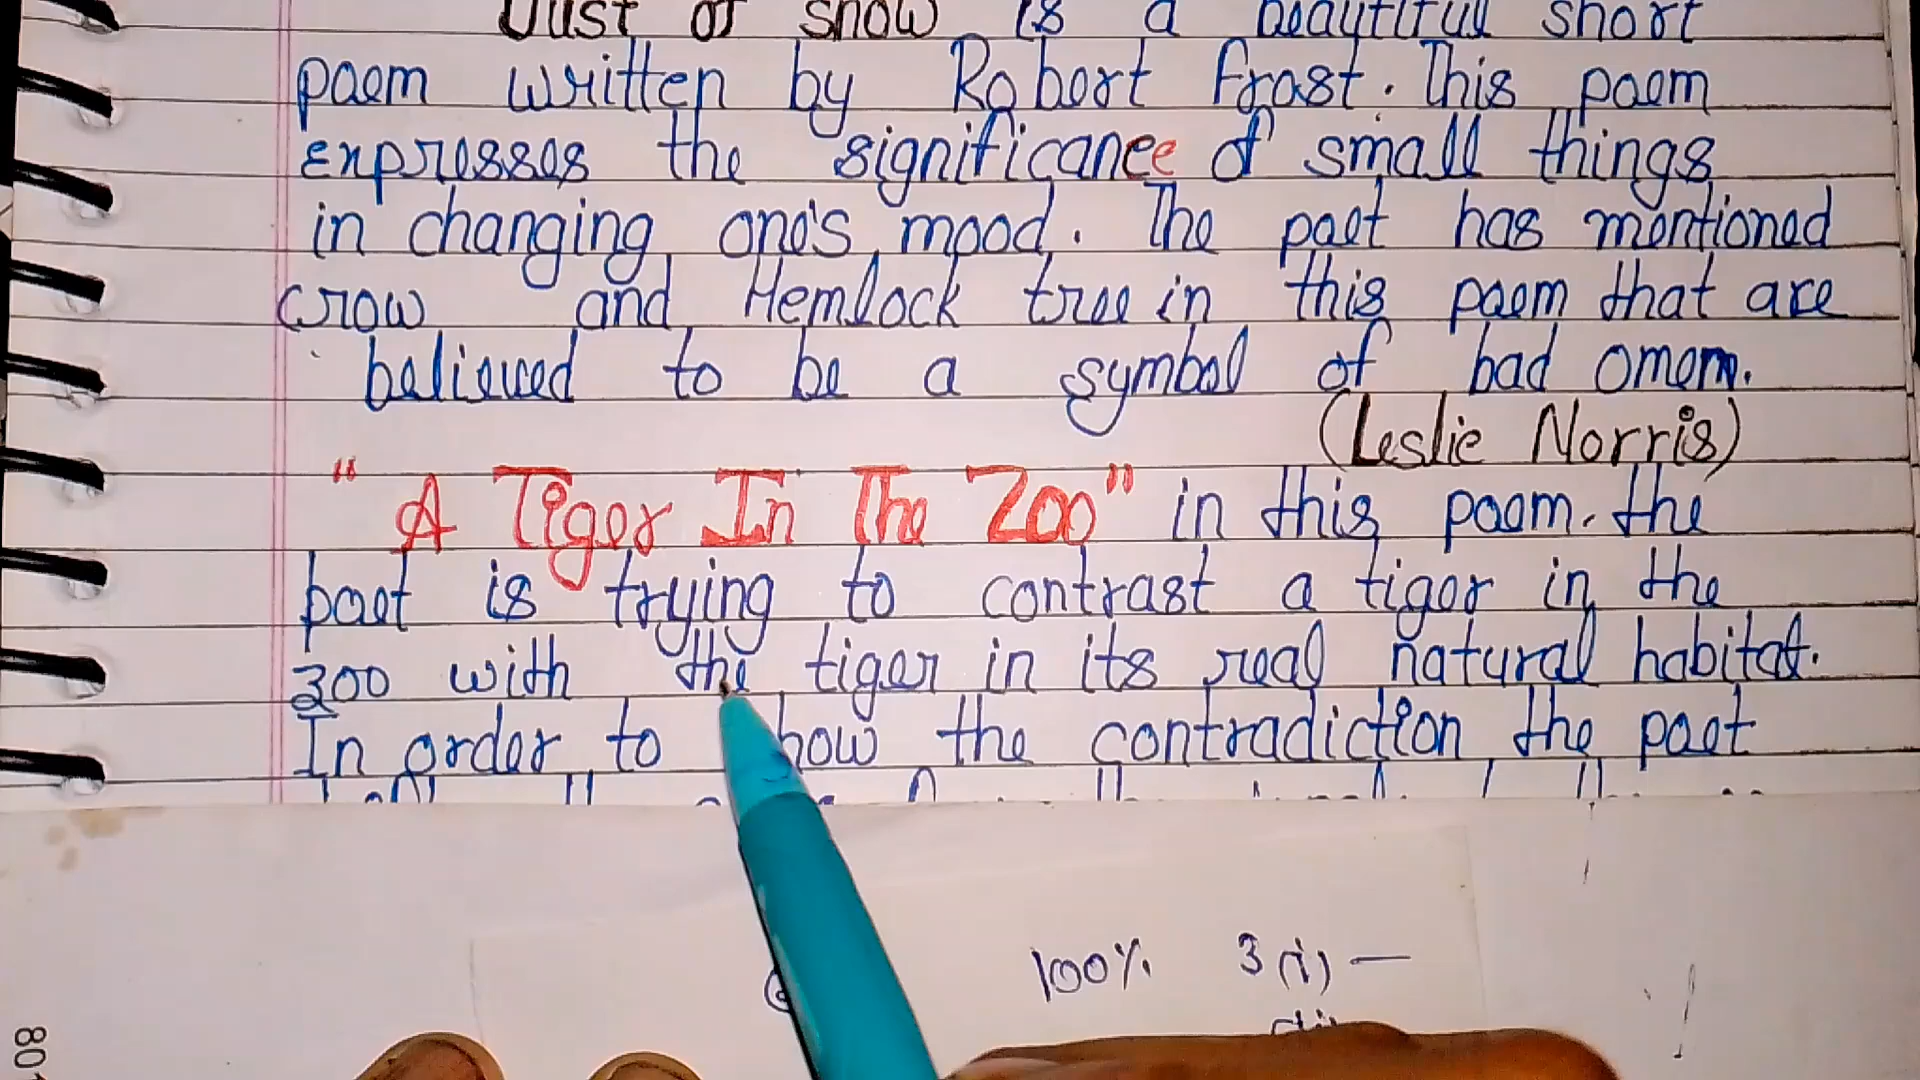 Dust of snow is a beautiful short
poem written by Robert Frost. This poem
expresses the significance of small things
in changing one's mood. The poet has mentioned
crow and Hemlock tree in this poem that are
believed to be a symbol of bad omen.
(Leslie Norris)
"A Tiger In The Zoo" in this poem. the
poet is trying to contrast a tiger in the
zoo with the tiger in its real natural habitat.
In order to show the contradiction the poet
100% 3 (i) —
801